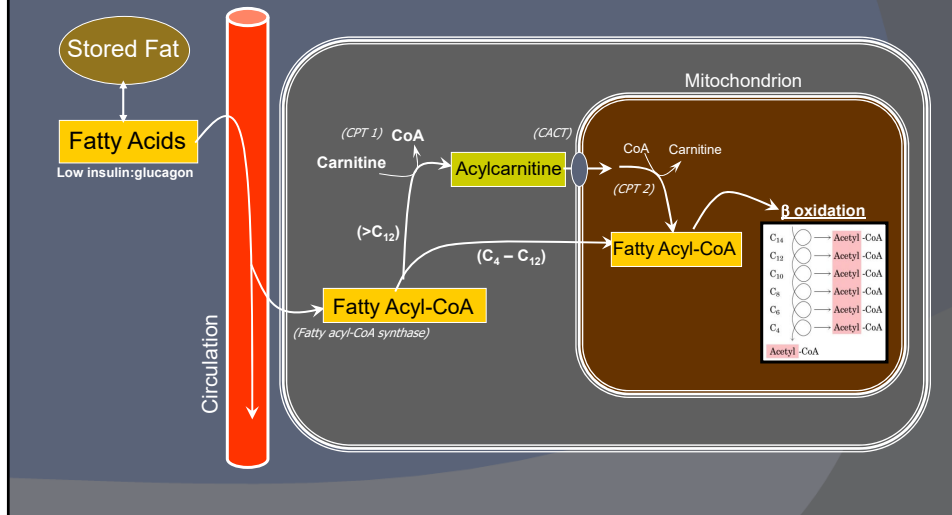 Stored Fat
Fatty Acids
Low insulin:glucagon
Circulation
Mitochondrion
(CPT 1)
CoA
Carnitine
Acylcarnitine
(CACT)
CoA
Carnitine
(CPT 2)
(>C₁₂)
(C₄ – C₁₂)
Fatty Acyl-CoA
(Fatty acyl-CoA synthase)
Fatty Acyl-CoA
β oxidation
C₁₄ Acetyl -CoA
C₁₂ Acetyl -CoA
C₁₀ Acetyl -CoA
C₈ Acetyl -CoA
C₆ Acetyl -CoA
C₄ Acetyl -CoA
Acetyl -CoA